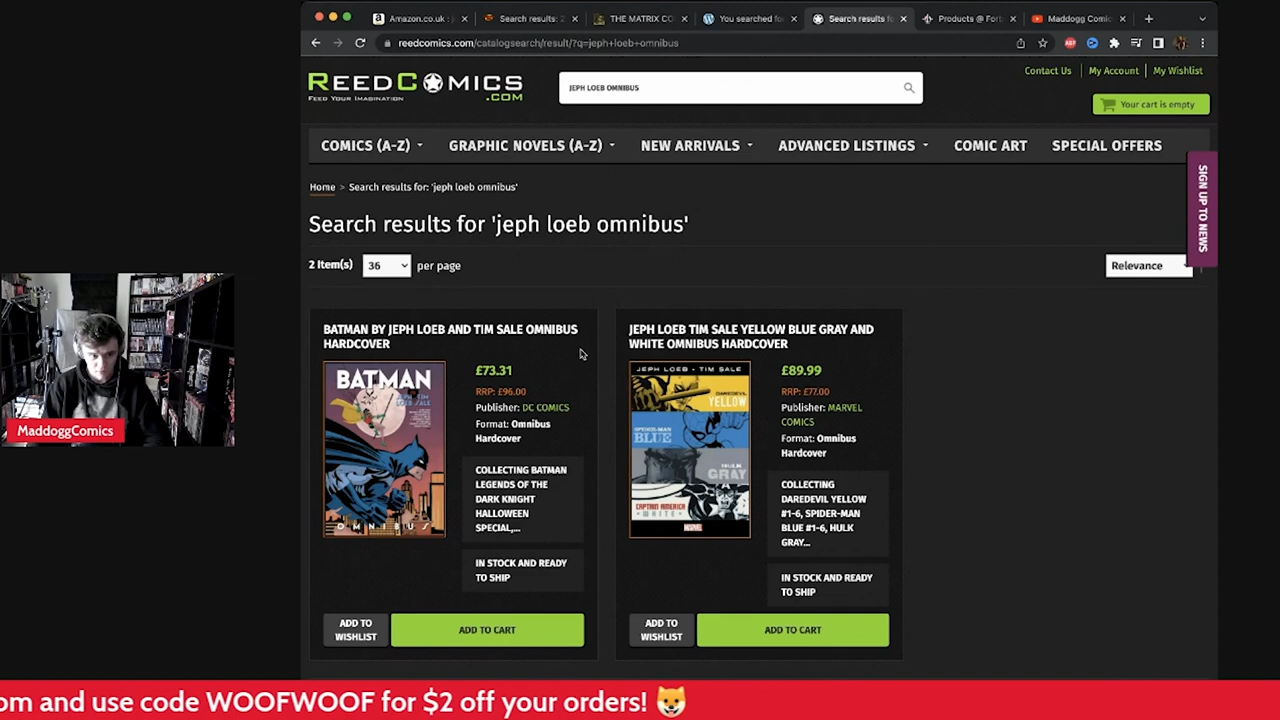 Amazon.co.uk : j
Search results: 2
THE MATRIX CO
You searched fo
Search results fo
Products @ Forb
Maddogg Comic
reedcomics.com/catalogsearch/result/?q=jeph+loeb+omnibus
REEDCOMICS
.COM
FEED YOUR IMAGINATION
JEPH LOEB OMNIBUS
Contact Us
My Account
My Wishlist
Your cart is empty
COMICS (A-Z)
GRAPHIC NOVELS (A-Z)
NEW ARRIVALS
ADVANCED LISTINGS
COMIC ART
SPECIAL OFFERS
SIGN UP TO NEWS
Home > Search results for: 'jeph loeb omnibus'
Search results for 'jeph loeb omnibus'
2 Item(s)
36
per page
Relevance
BATMAN BY JEPH LOEB AND TIM SALE OMNIBUS
HARDCOVER
BATMAN
JEPH LOEB
TIM SALE
OMNIBUS
£73.31
RRP: £96.00
Publisher: DC COMICS
Format: Omnibus
Hardcover
COLLECTING BATMAN
LEGENDS OF THE
DARK KNIGHT
HALLOWEEN
SPECIAL,...
IN STOCK AND READY
TO SHIP
ADD TO
WISHLIST
ADD TO CART
JEPH LOEB TIM SALE YELLOW BLUE GRAY AND
WHITE OMNIBUS HARDCOVER
JEPH LOEB - TIM SALE
DAREDEVIL
YELLOW
SPIDER-MAN
BLUE
HULK
GRAY
CAPTAIN AMERICA
WHITE
MARVEL
£89.99
RRP: £77.00
Publisher: MARVEL
COMICS
Format: Omnibus
Hardcover
COLLECTING
DAREDEVIL YELLOW
#1-6, SPIDER-MAN
BLUE #1-6, HULK
GRAY...
IN STOCK AND READY
TO SHIP
ADD TO
WISHLIST
ADD TO CART
MaddoggComics
om and use code WOOFWOOF for $2 off your orders! 🐶